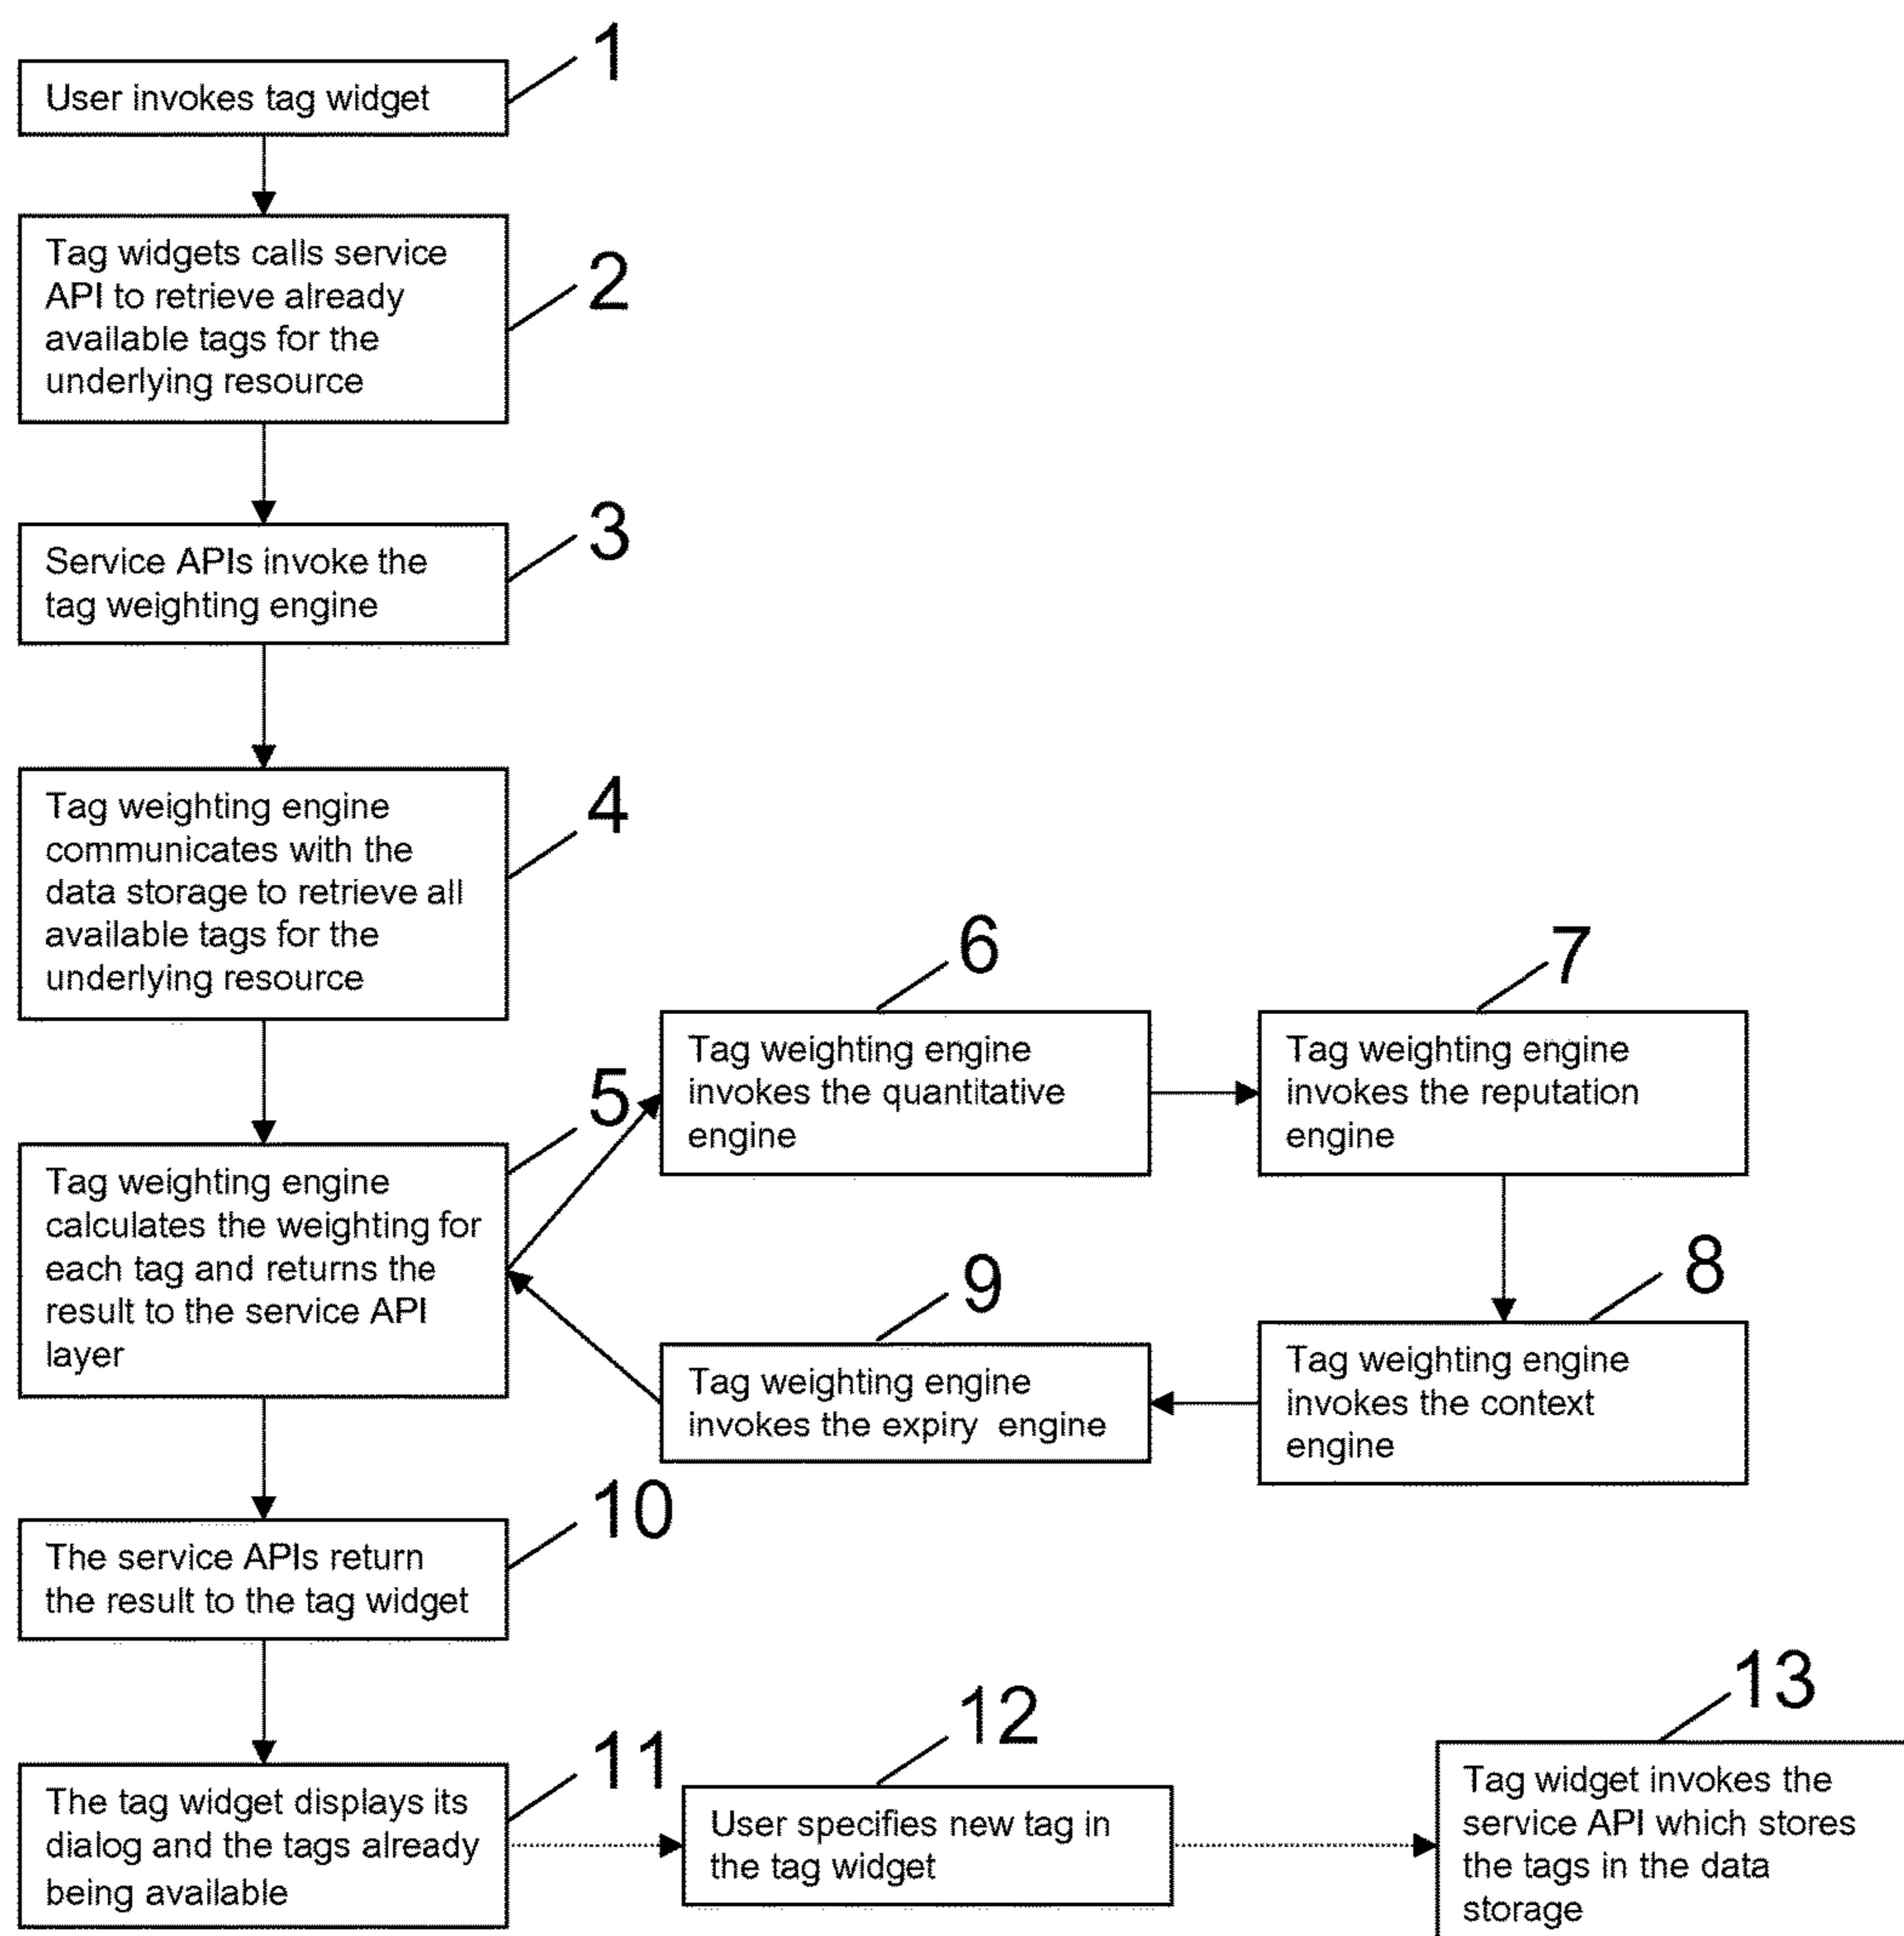 1
User invokes tag widget
2
Tag widgets calls service
API to retrieve already
available tags for the
underlying resource
3
Service APIs invoke the
tag weighting engine
4
Tag weighting engine
communicates with the
data storage to retrieve all
available tags for the
underlying resource
5
Tag weighting engine
calculates the weighting for
each tag and returns the
result to the service API
layer
6
Tag weighting engine
invokes the quantitative
engine
7
Tag weighting engine
invokes the reputation
engine
8
Tag weighting engine
invokes the context
engine
9
Tag weighting engine
invokes the expiry engine
10
The service APIs return
the result to the tag widget
11
The tag widget displays its
dialog and the tags already
being available
12
User specifies new tag in
the tag widget
13
Tag widget invokes the
service API which stores
the tags in the data
storage